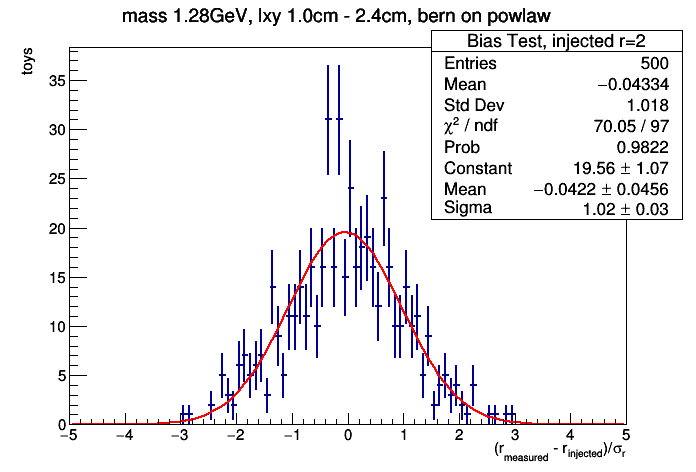 mass 1.28GeV, lxy 1.0cm - 2.4cm, bern on powlaw
toys
Bias Test, injected r=2
Entries 500
Mean −0.04334
Std Dev 1.018
χ² / ndf 70.05 / 97
Prob 0.9822
Constant 19.56 ± 1.07
Mean −0.0422 ± 0.0456
Sigma 1.02 ± 0.03
35
30
25
20
15
10
5
0
−5 −4 −3 −2 −1 0 1 2 3 4 5
(r_measured - r_injected)/σ_r